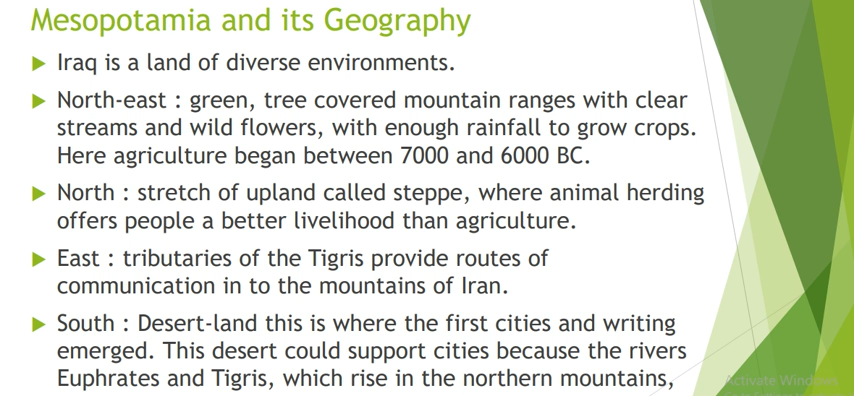 Mesopotamia and its Geography
Iraq is a land of diverse environments.
North-east : green, tree covered mountain ranges with clear
streams and wild flowers, with enough rainfall to grow crops.
Here agriculture began between 7000 and 6000 BC.
North : stretch of upland called steppe, where animal herding
offers people a better livelihood than agriculture.
East : tributaries of the Tigris provide routes of
communication in to the mountains of Iran.
South : Desert-land this is where the first cities and writing
emerged. This desert could support cities because the rivers
Euphrates and Tigris, which rise in the northern mountains,
Activate Windows